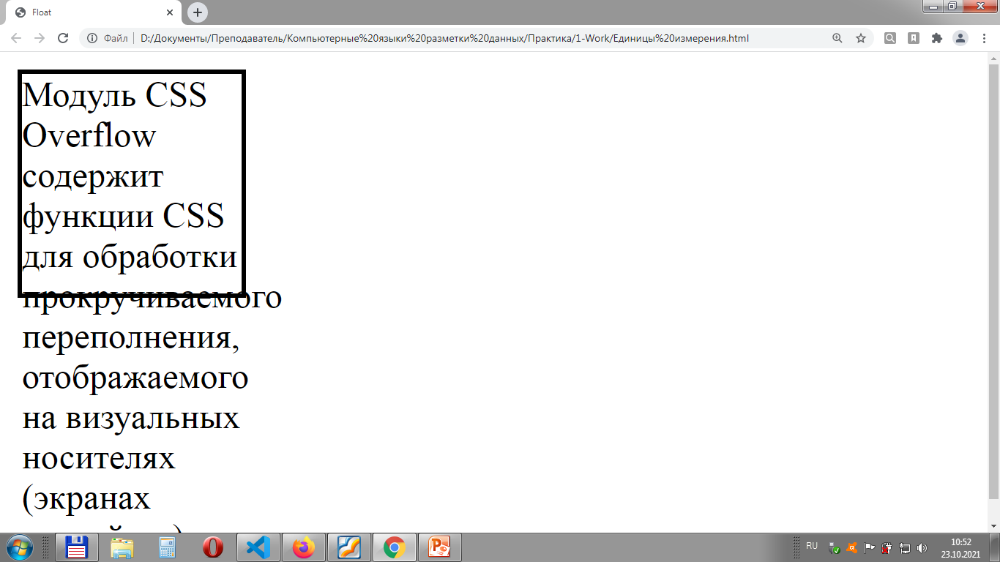 Float
Файл
D:/Документы/Преподаватель/Компьютерные%20языки%20разметки%20данных/Практика/1-Work/Единицы%20измерения.html
Модуль CSS
Overflow
содержит
функции CSS
для обработки
прокручиваемого
переполнения,
отображаемого
на визуальных
носителях
(экранах
RU
10:52
23.10.2021